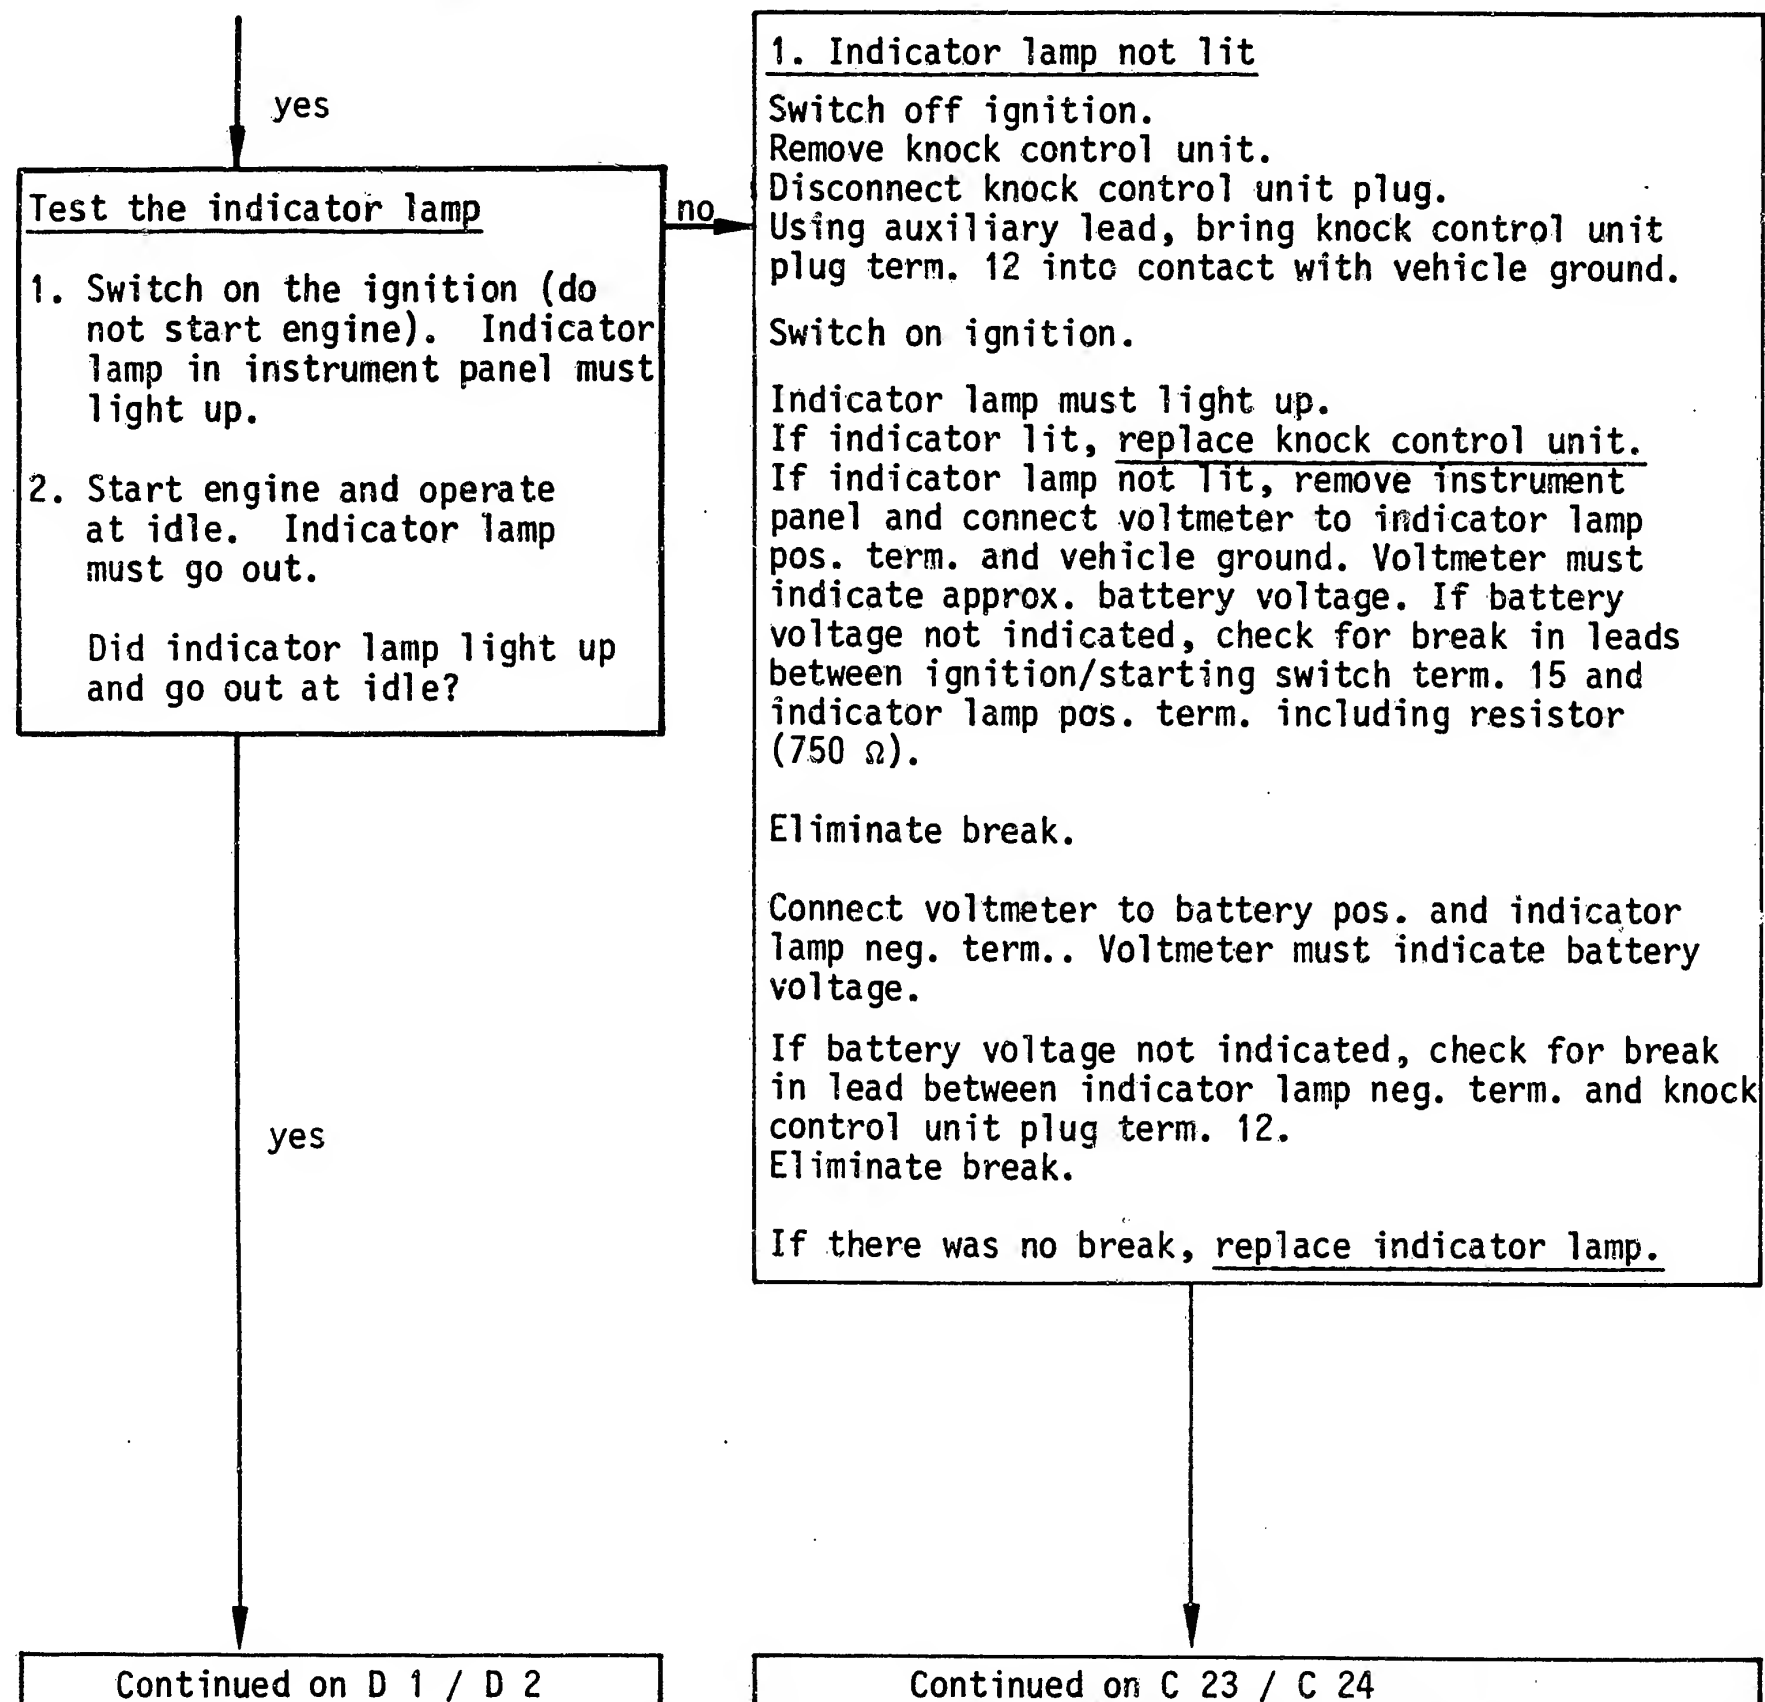 yes
Test the indicator lamp
1. Switch on the ignition (do
not start engine). Indicator
lamp in instrument panel must
light up.
2. Start engine and operate
at idle. Indicator lamp
must go out.
Did indicator lamp light up
and go out at idle?
no
1. Indicator lamp not lit
Switch off ignition.
Remove knock control unit.
Disconnect knock control unit plug.
Using auxiliary lead, bring knock control unit
plug term. 12 into contact with vehicle ground.
Switch on ignition.
Indicator lamp must light up.
If indicator lit, replace knock control unit.
If indicator lamp not lit, remove instrument
panel and connect voltmeter to indicator lamp
pos. term. and vehicle ground. Voltmeter must
indicate approx. battery voltage. If battery
voltage not indicated, check for break in leads
between ignition/starting switch term. 15 and
indicator lamp pos. term. including resistor
(750 Ω).
Eliminate break.
Connect voltmeter to battery pos. and indicator
lamp neg. term.. Voltmeter must indicate battery
voltage.
If battery voltage not indicated, check for break
in lead between indicator lamp neg. term. and knock
control unit plug term. 12.
Eliminate break.
If there was no break, replace indicator lamp.
yes
Continued on D 1 / D 2
Continued on C 23 / C 24